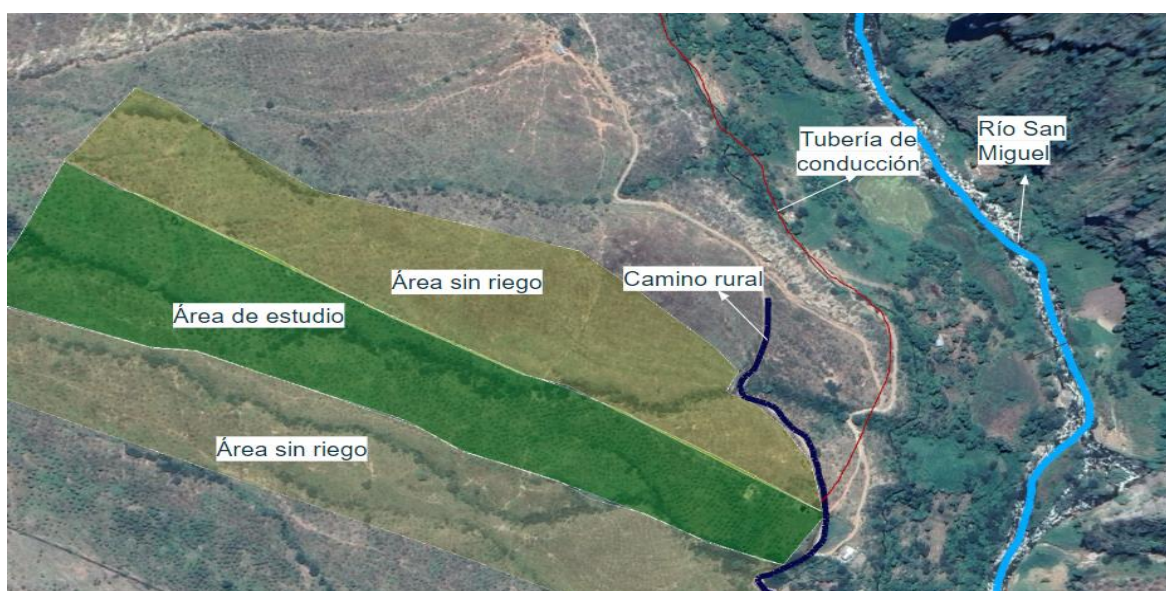 Tubería de
conducción
Río San
Miguel
Área sin riego
Camino rural
Área de estudio
Área sin riego